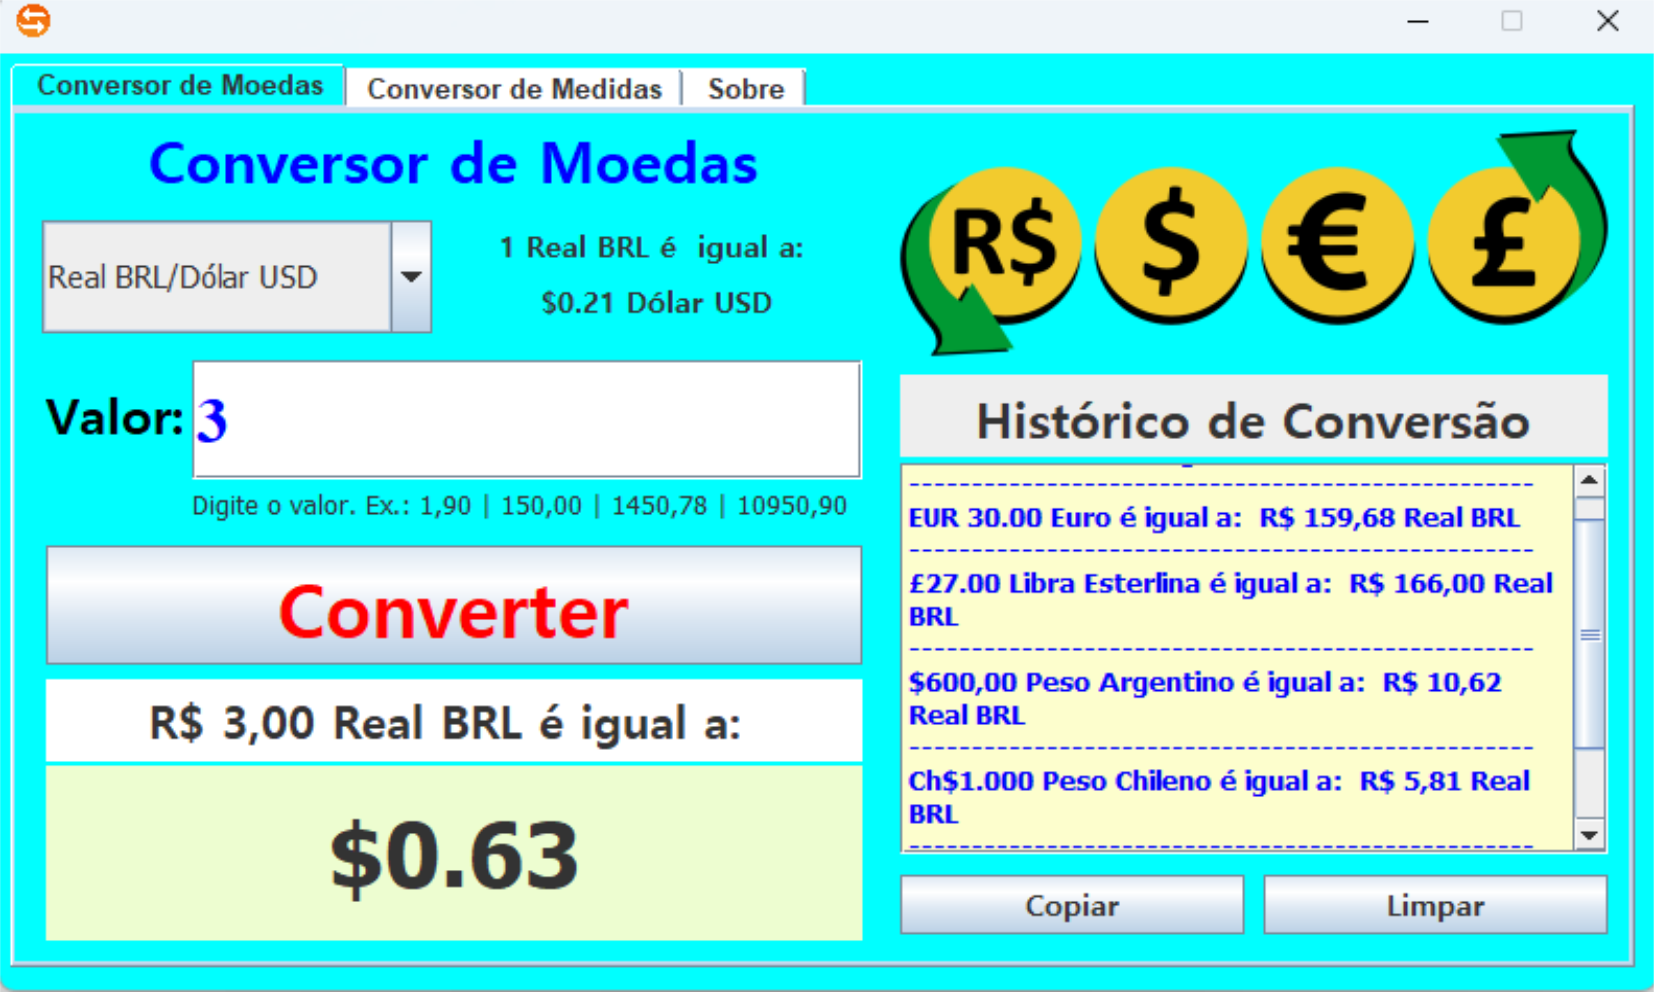 Conversor de Moedas
Conversor de Medidas
Sobre
Conversor de Moedas
Real BRL/Dólar USD
1 Real BRL é igual a:
$0.21 Dólar USD
R$ $ € £
Valor: 3
Digite o valor. Ex.: 1,90 | 150,00 | 1450,78 | 10950,90
Converter
R$ 3,00 Real BRL é igual a:
$0.63
Histórico de Conversão
--------------------------------------------------
EUR 30.00 Euro é igual a: R$ 159,68 Real BRL
--------------------------------------------------
£27.00 Libra Esterlina é igual a: R$ 166,00 Real
BRL
--------------------------------------------------
$600,00 Peso Argentino é igual a: R$ 10,62
Real BRL
--------------------------------------------------
Ch$1.000 Peso Chileno é igual a: R$ 5,81 Real
BRL
--------------------------------------------------
Copiar
Limpar